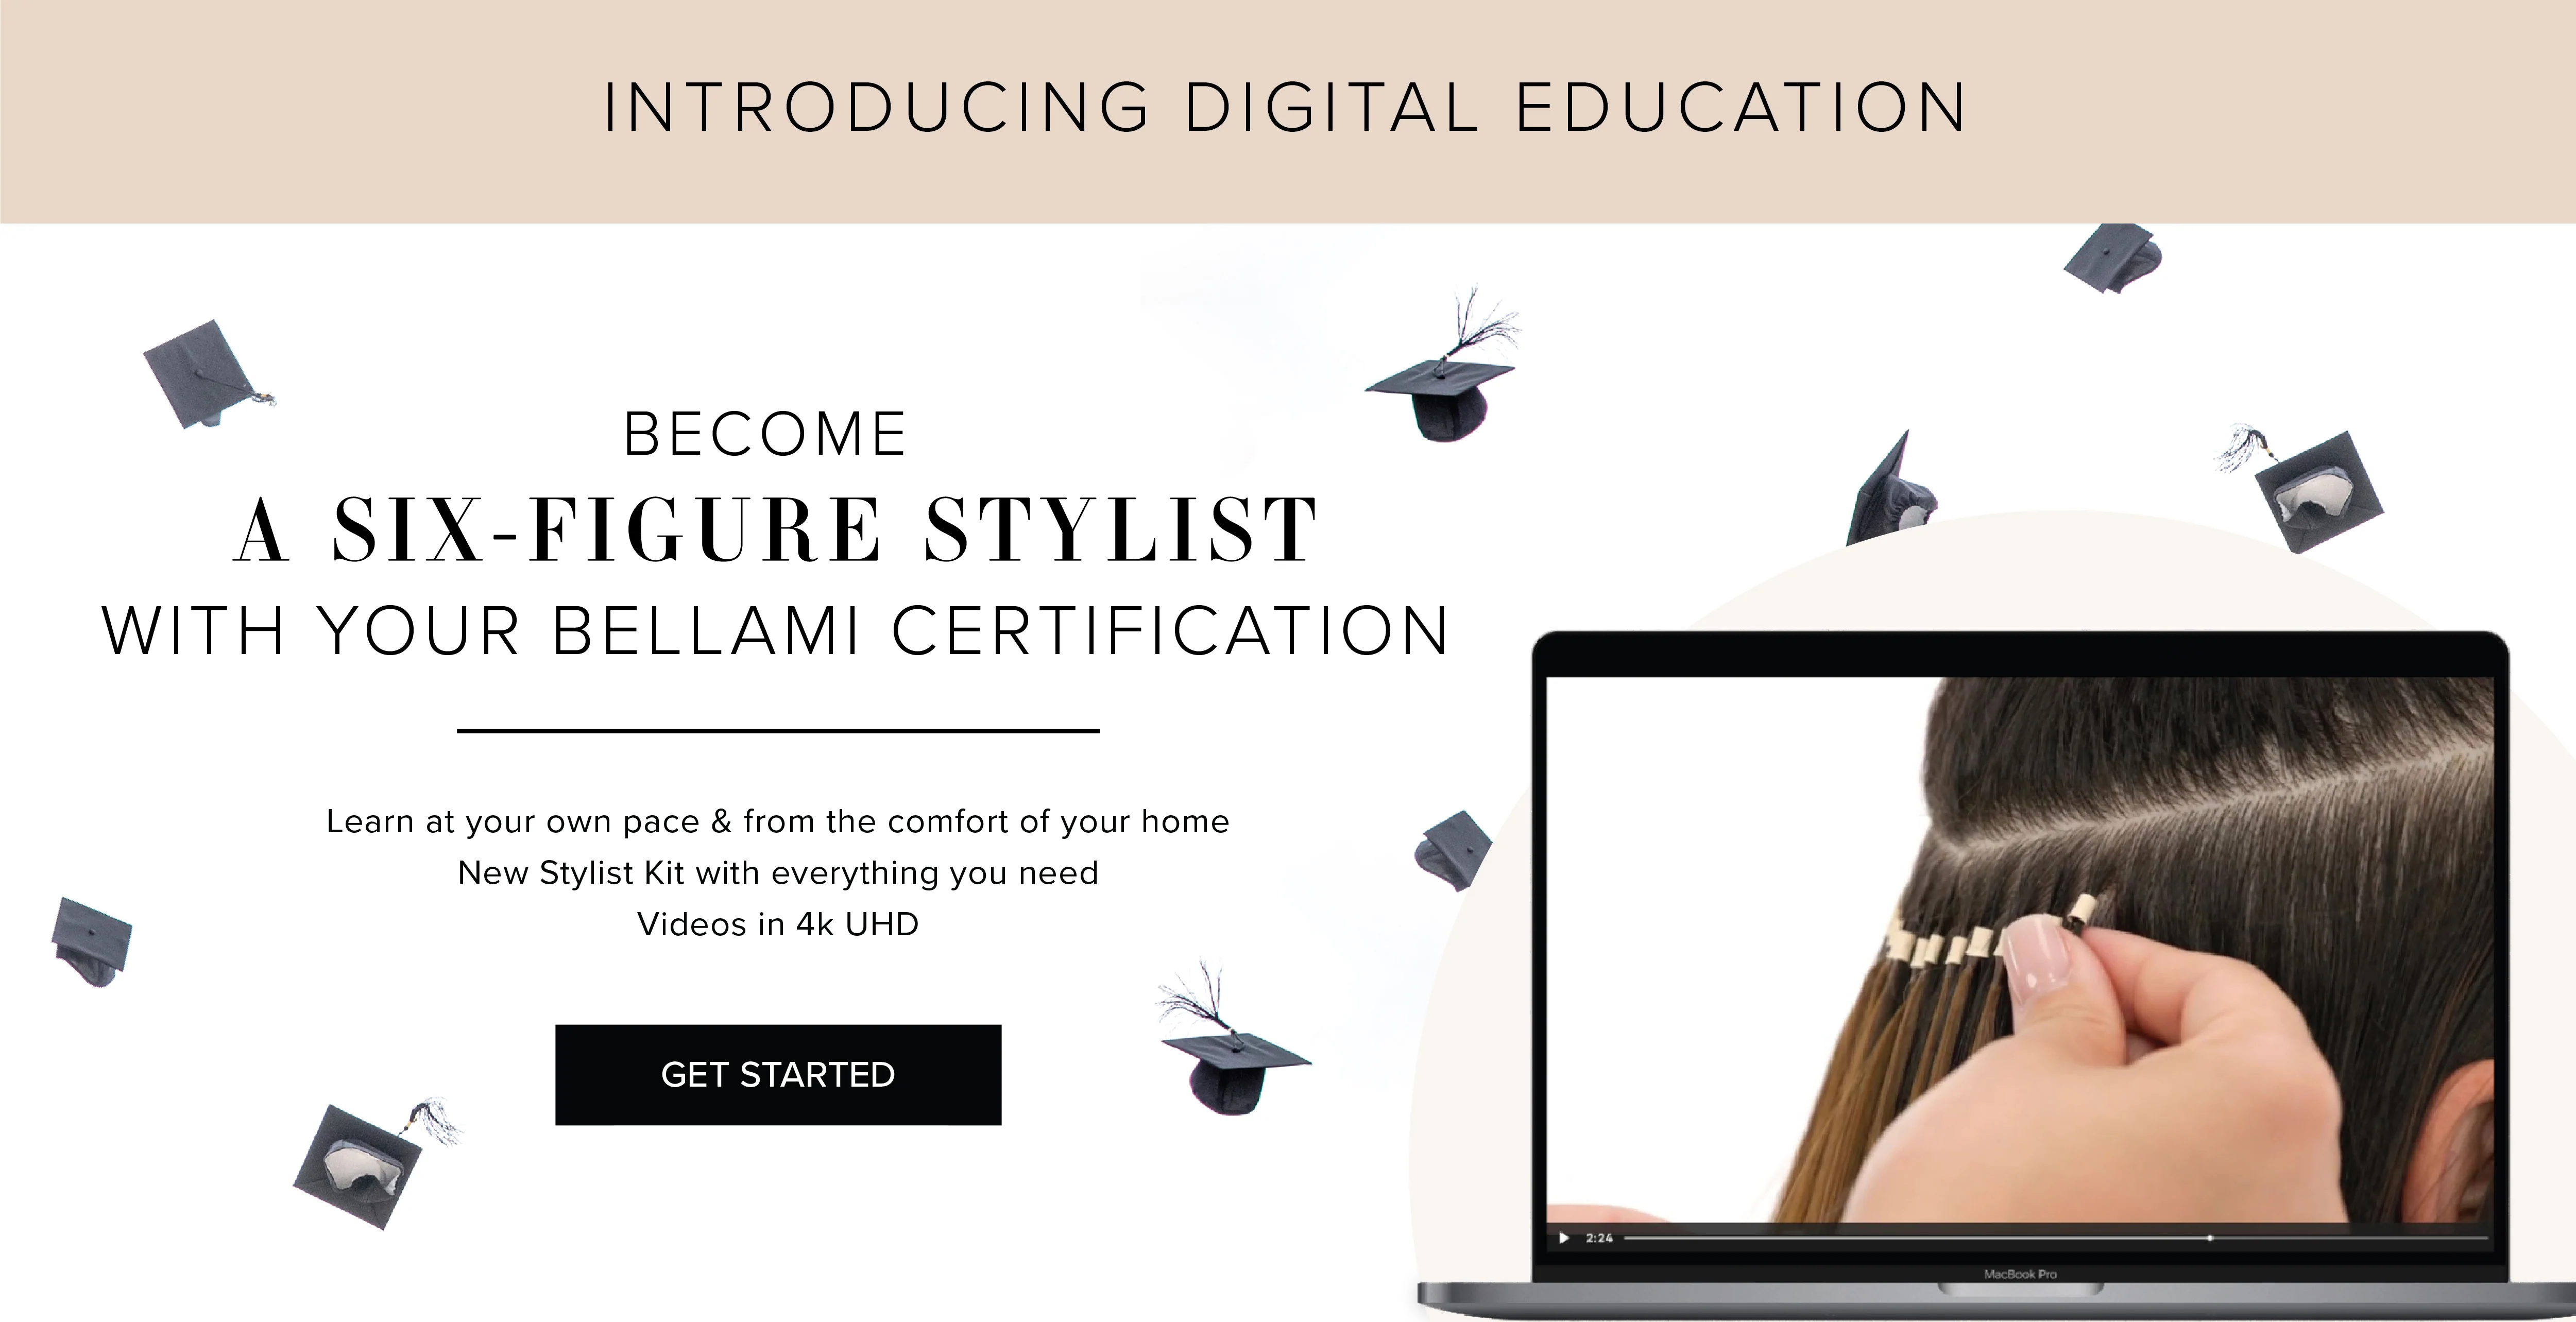 INTRODUCING DIGITAL EDUCATION
BECOME
A SIX-FIGURE STYLIST
WITH YOUR BELLAMI CERTIFICATION
Learn at your own pace & from the comfort of your home
New Stylist Kit with everything you need
Videos in 4k UHD
GET STARTED
2:24
MacBook Pro